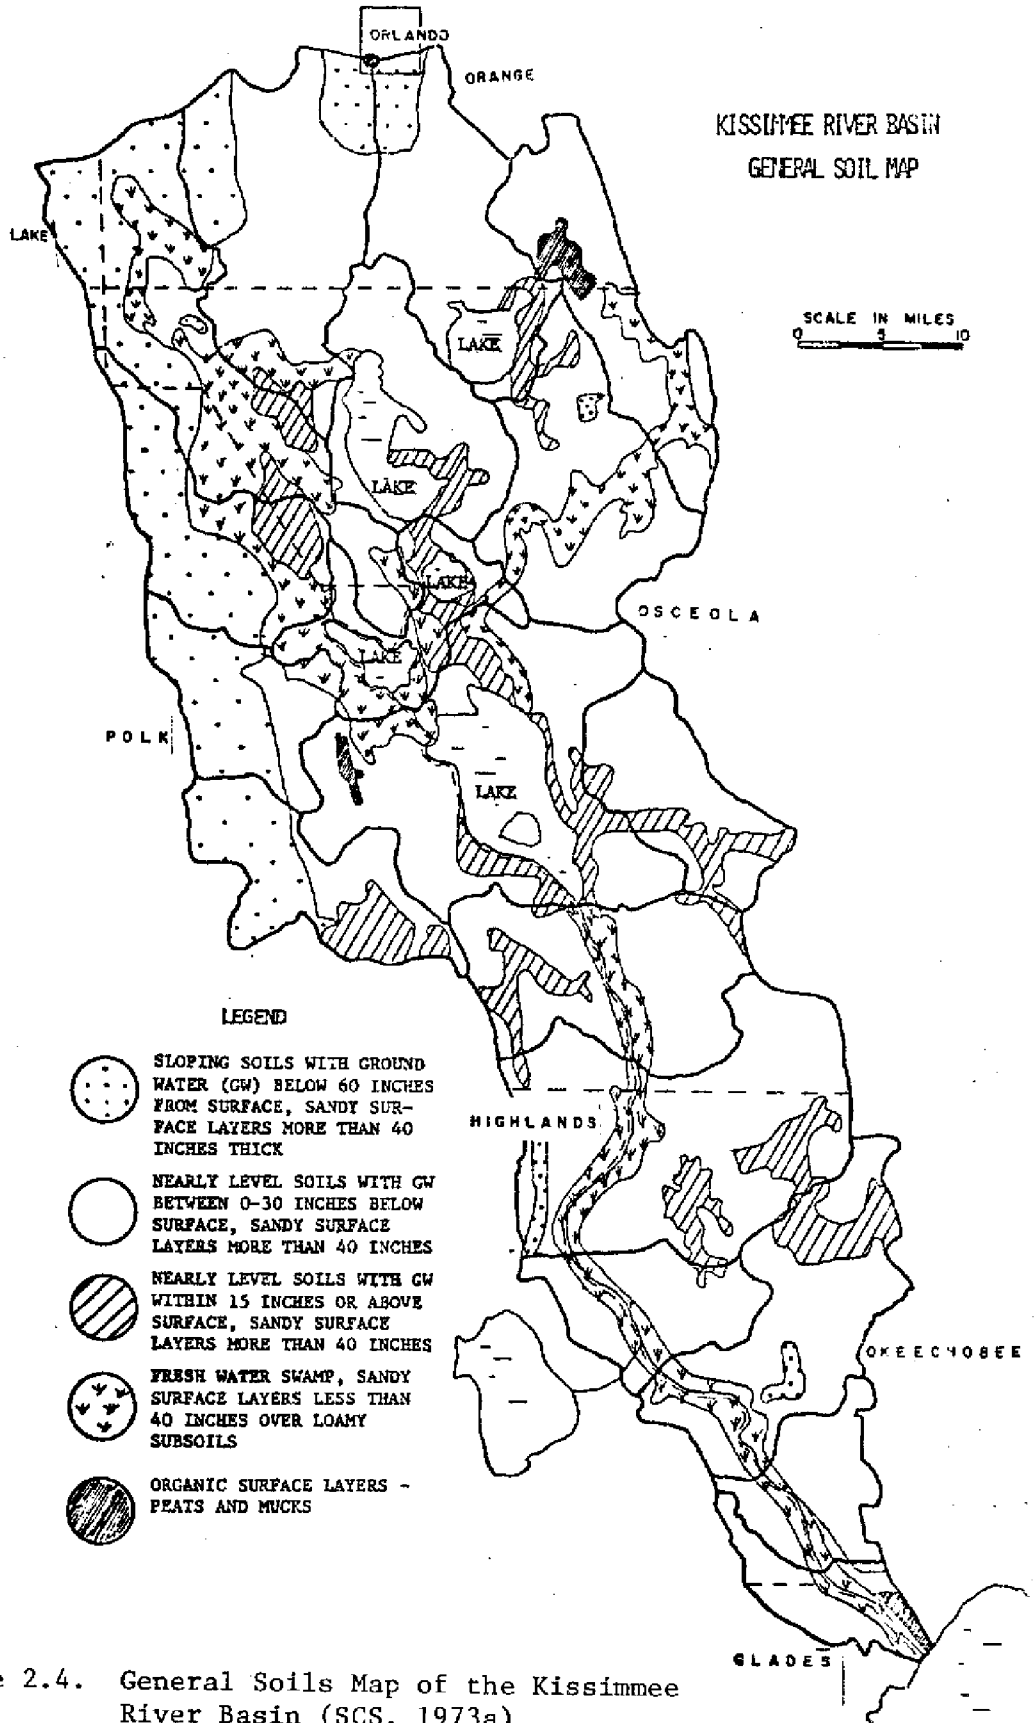 ORLANDO
ORANGE
KISSIMMEE RIVER BASIN
GENERAL SOIL MAP
LAKE
SCALE IN MILES
0 5 10
LAKE
LAKE
LAKE
OSCEOLA
LAKE
POLK
LAKE
LEGEND
SLOPING SOILS WITH GROUND
WATER (GW) BELOW 60 INCHES
FROM SURFACE, SANDY SUR-
FACE LAYERS MORE THAN 40
INCHES THICK
NEARLY LEVEL SOILS WITH GW
BETWEEN 0-30 INCHES BELOW
SURFACE, SANDY SURFACE
LAYERS MORE THAN 40 INCHES
NEARLY LEVEL SOILS WITH GW
WITHIN 15 INCHES OR ABOVE
SURFACE, SANDY SURFACE
LAYERS MORE THAN 40 INCHES
FRESH WATER SWAMP, SANDY
SURFACE LAYERS LESS THAN
40 INCHES OVER LOAMY
SUBSOILS
ORGANIC SURFACE LAYERS -
PEATS AND MUCKS
HIGHLANDS
OKEECHOBEE
GLADES
e 2.4. General Soils Map of the Kissimmee
River Basin (SCS, 1973a)